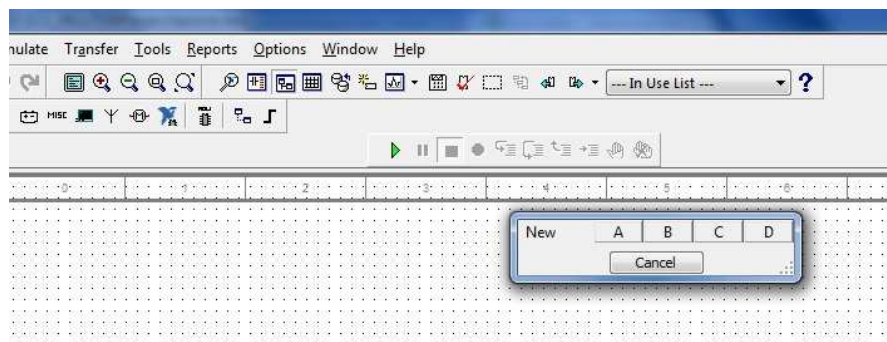 nulate Transfer Tools Reports Options Window Help
--- In Use List --- ?
MISC
0 1 2 3 4 5 6
New A B C D
Cancel